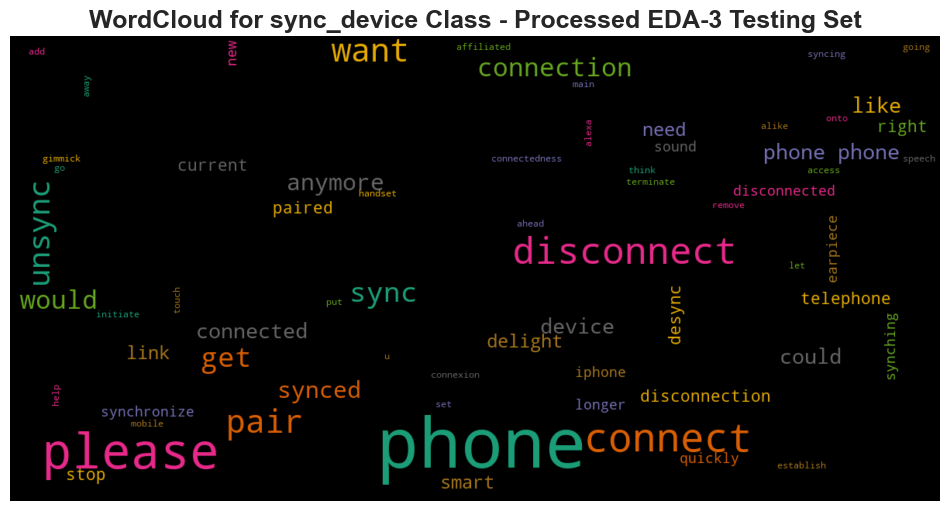 WordCloud for sync_device Class - Processed EDA-3 Testing Set
add
away
new
want
affiliated
connection
main
syncing
going
like
onto
right
alike
alexa
need
sound
phone phone
speech
connectedness
gimmick
go
current
anymore
handset
paired
think
terminate
access
disconnected
remove
unsync
ahead
disconnect
earpiece
let
would
initiate
touch
put
sync
desync
telephone
connected
device
delight
synching
link
get
u
could
connexion
iphone
help
synced
set
longer
disconnection
synchronize
mobile
pair
please
stop
phone
connect
quickly
smart
establish